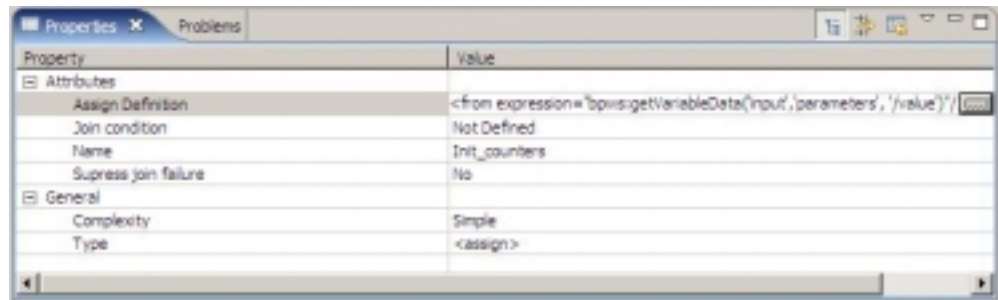 Properties Problems
Property Value
Attributes
Assign Definition <from expression="bpws:getVariableData('input','parameters', '/value')"/
Join condition Not Defined
Name Init_counters
Supress join failure No
General
Complexity Simple
Type <assign>